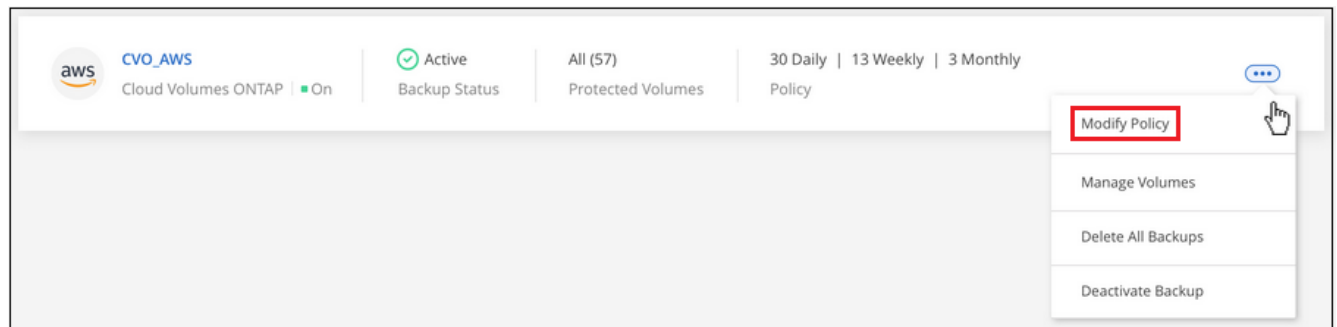 aws
CVO_AWS
Cloud Volumes ONTAP | On
Active
Backup Status
All (57)
Protected Volumes
30 Daily | 13 Weekly | 3 Monthly
Policy
Modify Policy
Manage Volumes
Delete All Backups
Deactivate Backup